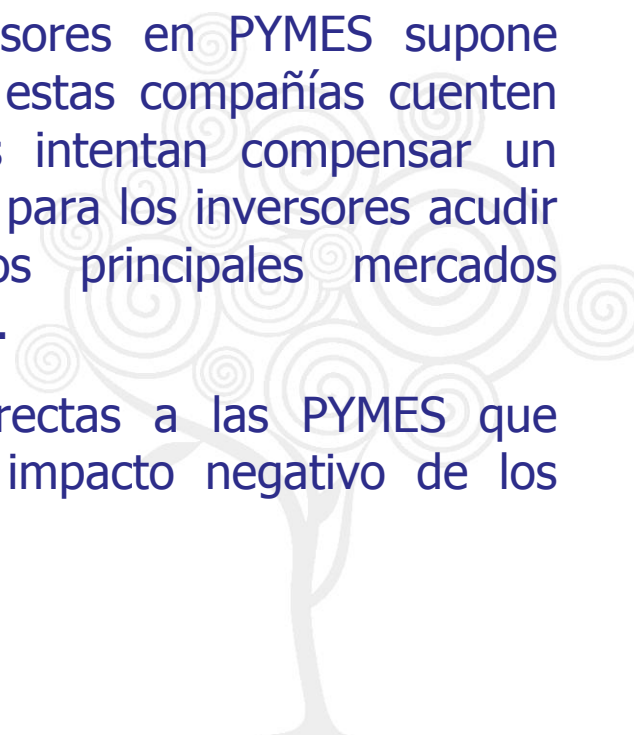 sores en PYMES supone
estas compañías cuenten
s intentan compensar un
para los inversores acudir
os principales mercados
.
rectas a las PYMES que
impacto negativo de los